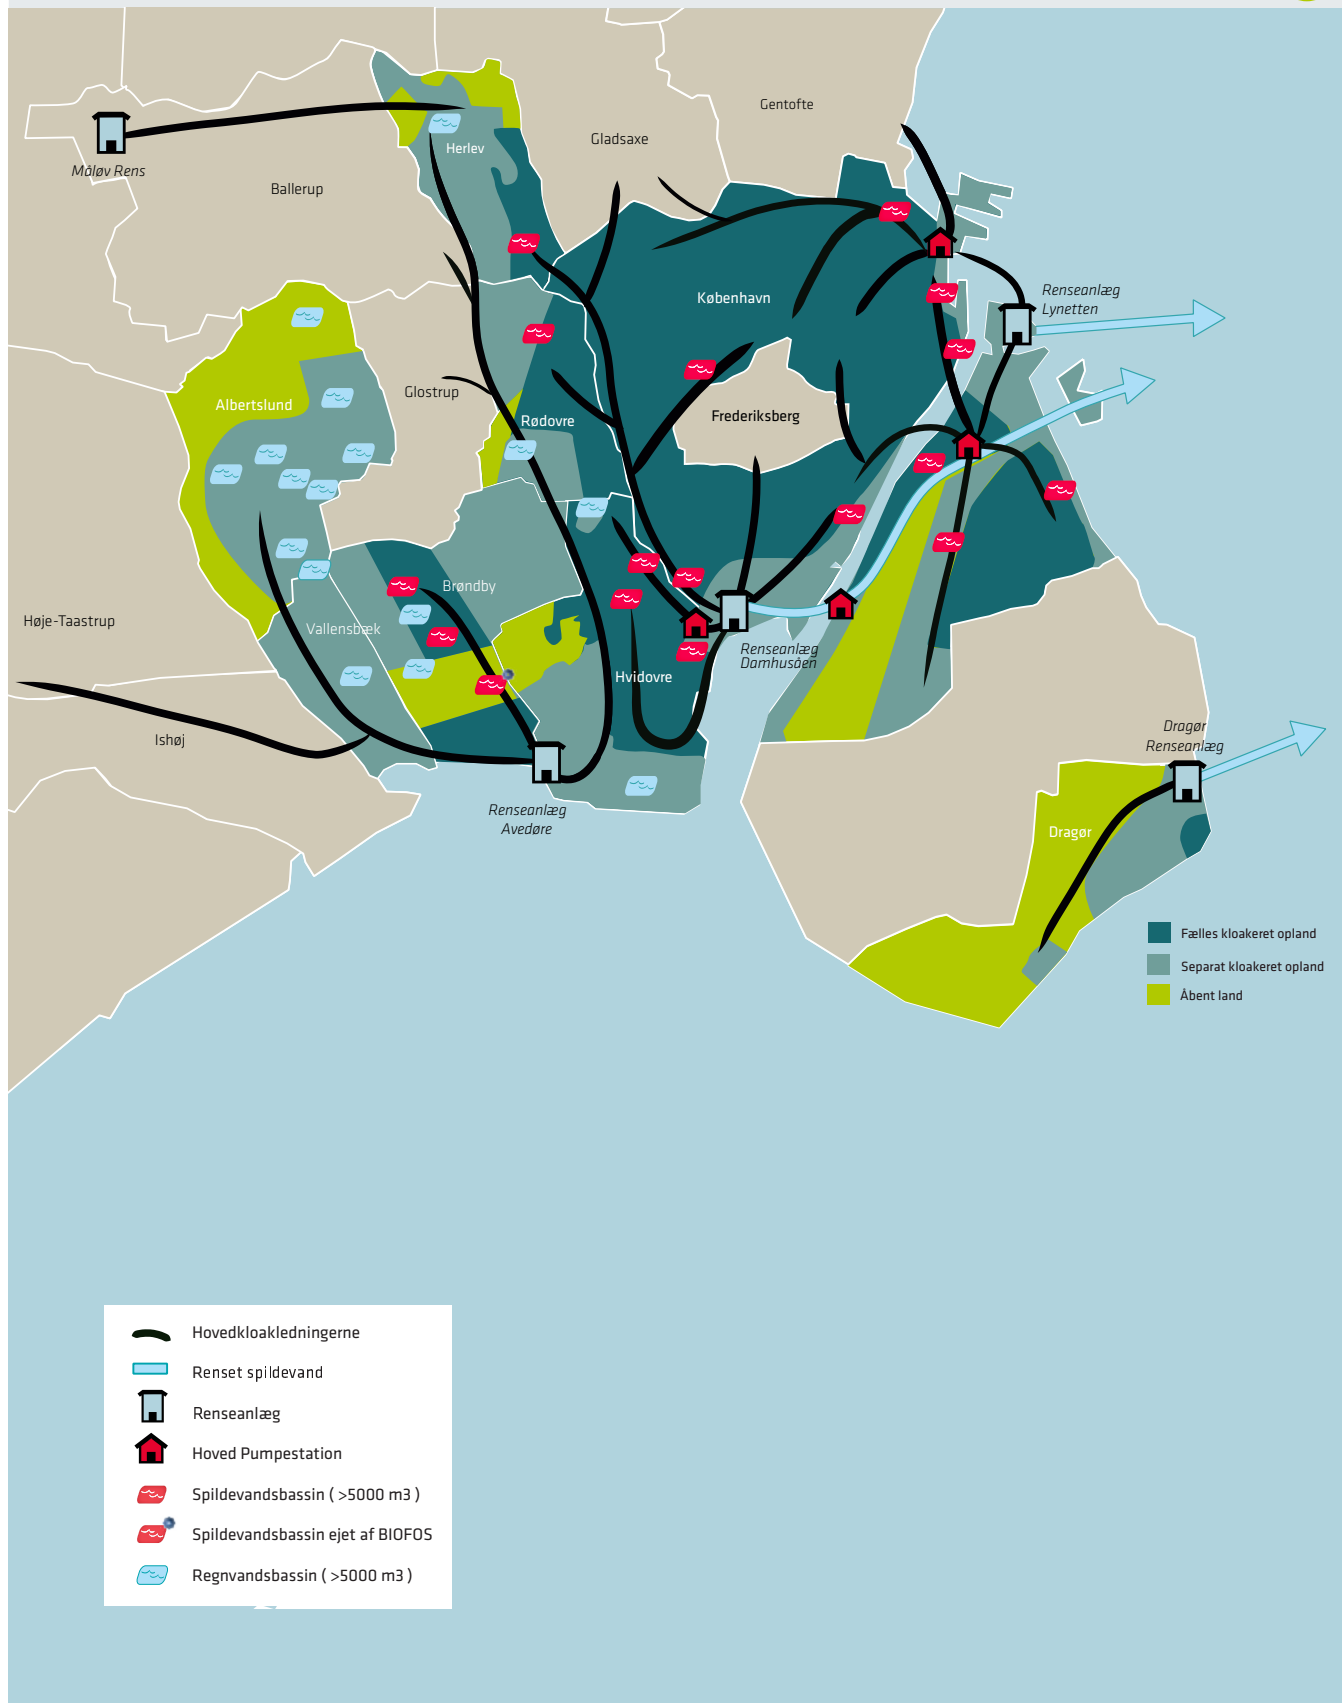 Gentofte
Gladsaxe
Herlev
Måløv Rens
Ballerup
Renseanlæg
Lynetten
København
Glostrup
Albertslund
Rødovre
Frederiksberg
Brøndby
Høje-Taastrup
Vallensbæk
Renseanlæg
Damhusåen
Hvidovre
Ishøj
Dragør
Renseanlæg
Renseanlæg
Avedøre
Dragør
Fælles kloakeret opland
Separat kloakeret opland
Åbent land
Hovedkloakledningerne
Renset spildevand
Renseanlæg
Hoved Pumpestation
Spildevandsbassin ( >5000 m3 )
Spildevandsbassin ejet af BIOFOS
Regnvandsbassin ( >5000 m3 )